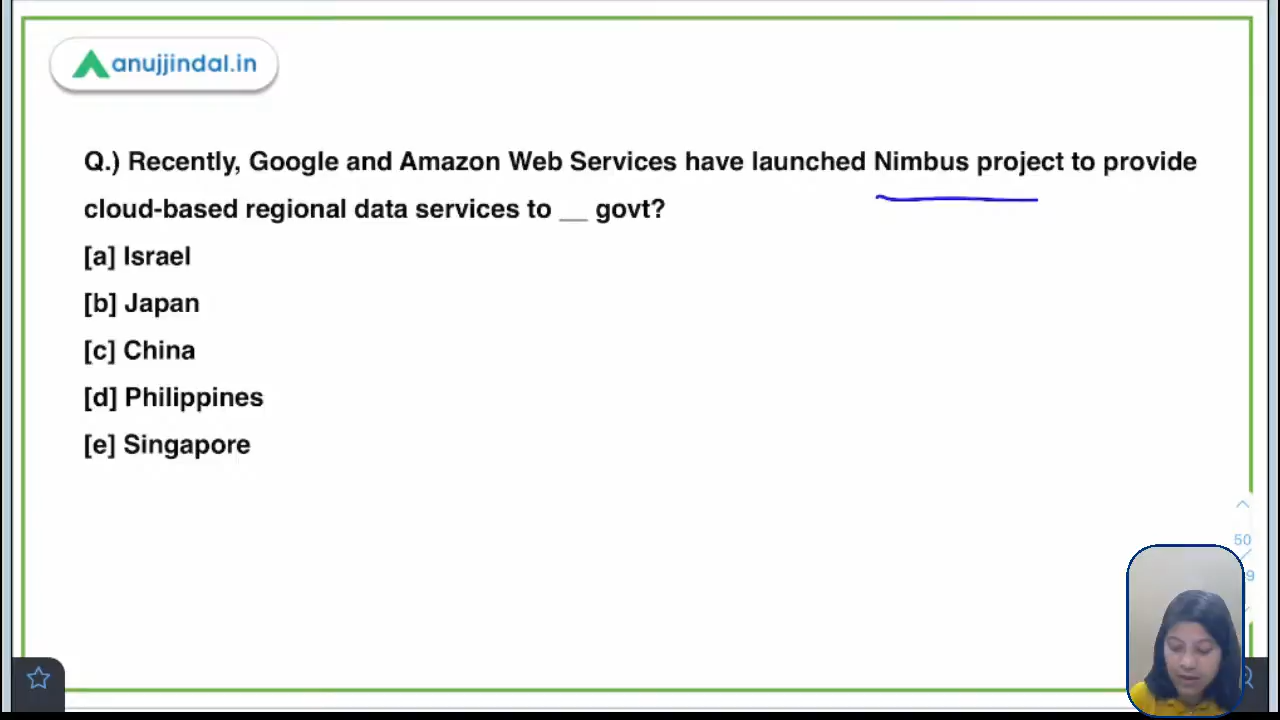 anujjindal.in
Q.) Recently, Google and Amazon Web Services have launched Nimbus project to provide
cloud-based regional data services to __ govt?
[a] Israel
[b] Japan
[c] China
[d] Philippines
[e] Singapore
50
9